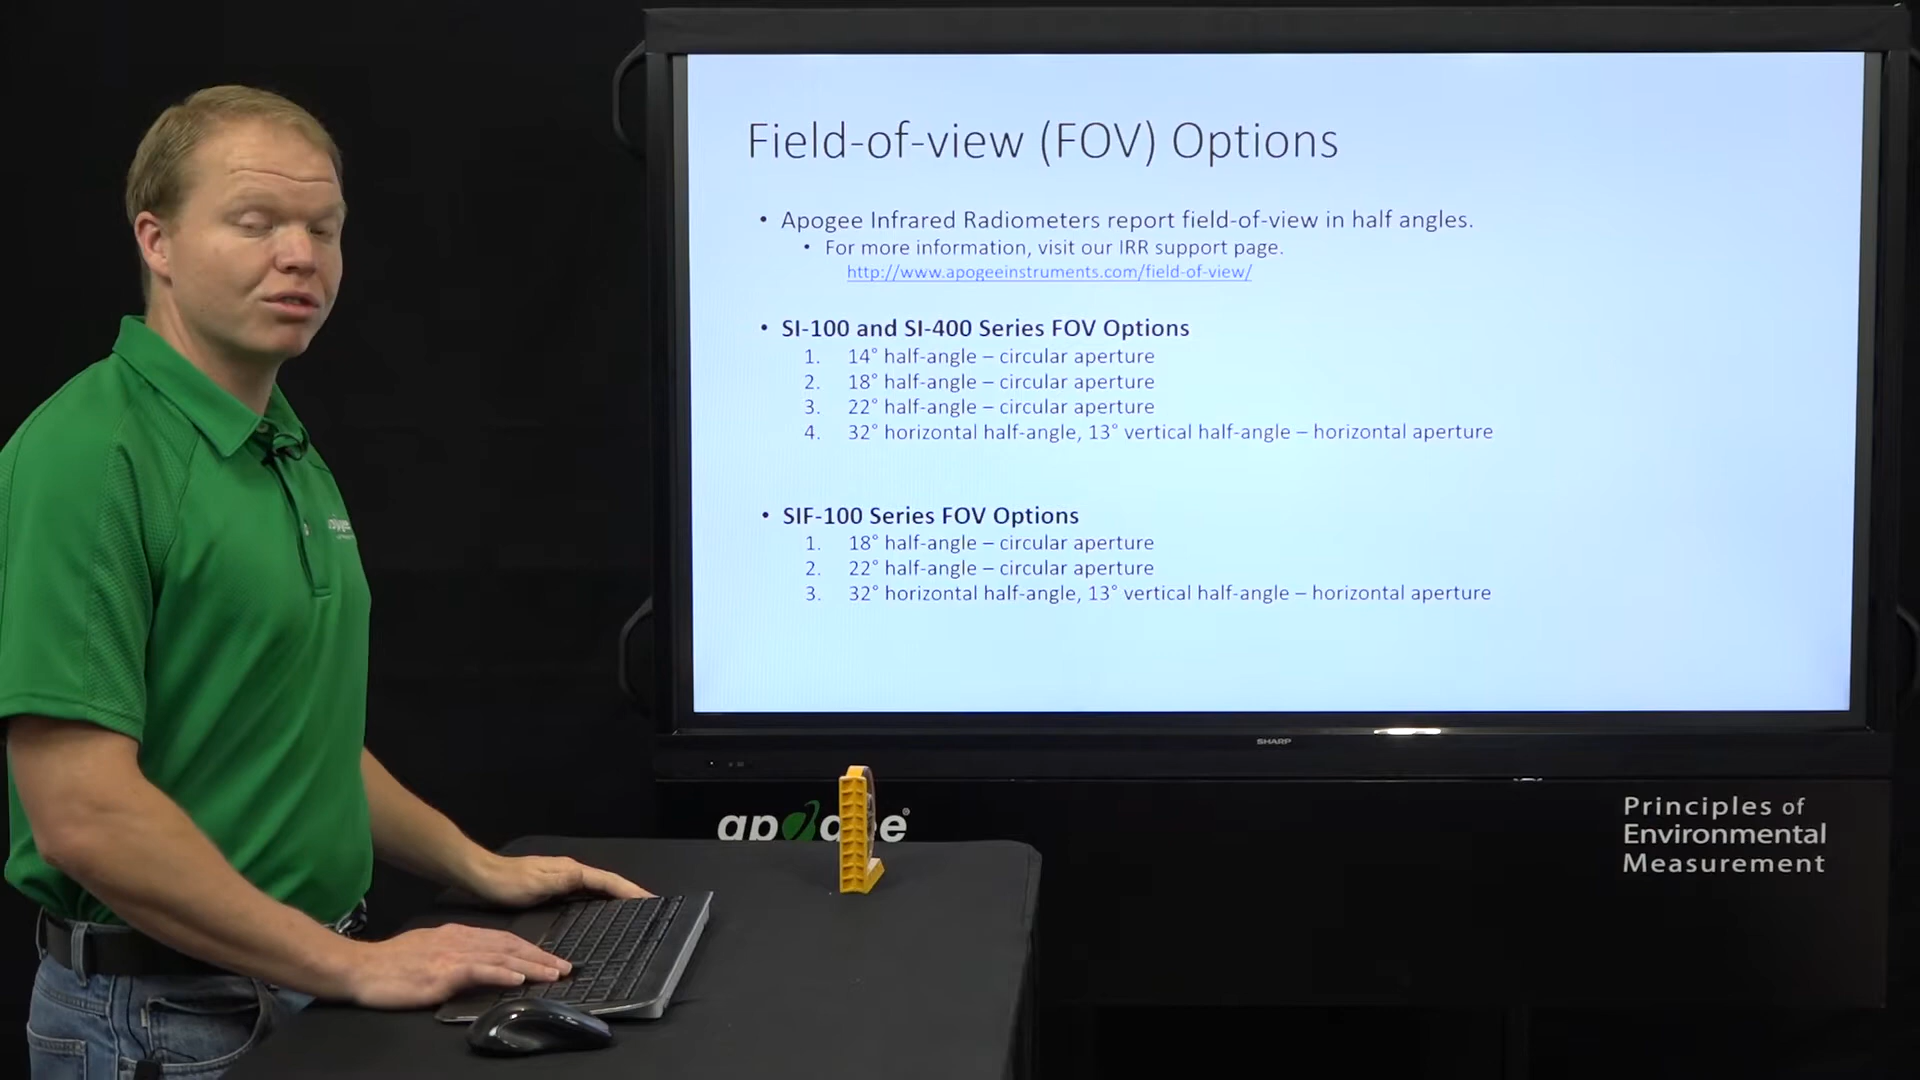 Field-of-view (FOV) Options
• Apogee Infrared Radiometers report field-of-view in half angles.
• For more information, visit our IRR support page.
http://www.apogeeinstruments.com/field-of-view/
• SI-100 and SI-400 Series FOV Options
1. 14° half-angle – circular aperture
2. 18° half-angle – circular aperture
3. 22° half-angle – circular aperture
4. 32° horizontal half-angle, 13° vertical half-angle – horizontal aperture
• SIF-100 Series FOV Options
1. 18° half-angle – circular aperture
2. 22° half-angle – circular aperture
3. 32° horizontal half-angle, 13° vertical half-angle – horizontal aperture
SHARP
apogee®
Principles of
Environmental
Measurement